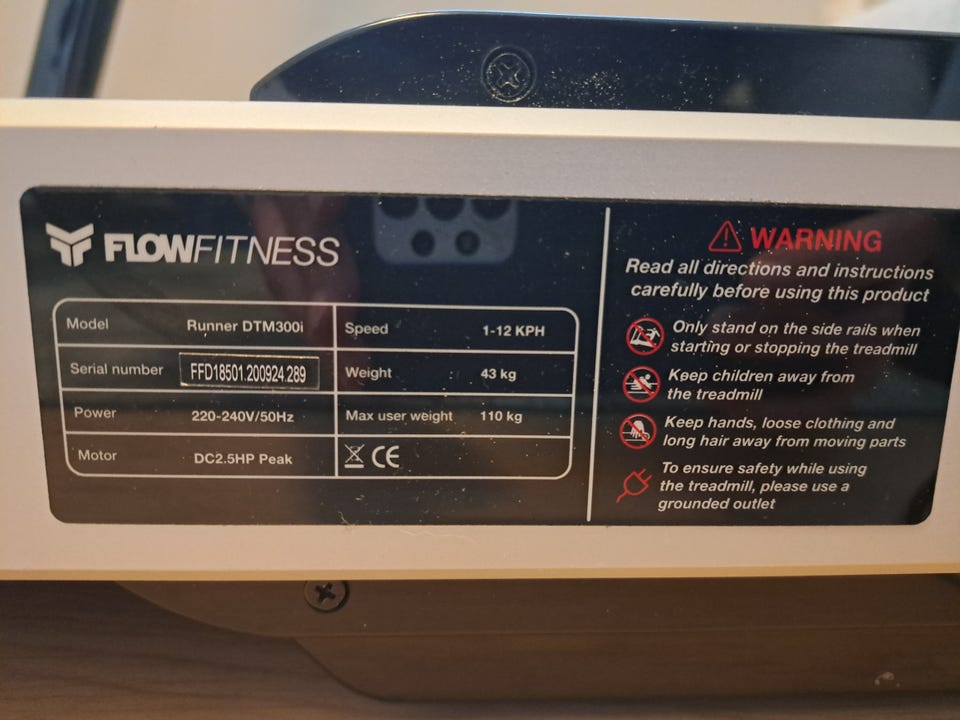 FLOWFITNESS
Model Runner DTM300i Speed 1-12 KPH
Serial number FFD18501.200924.289 Weight 43 kg
Power 220-240V/50Hz Max user weight 110 kg
Motor DC2.5HP Peak CE
WARNING
Read all directions and instructions
carefully before using this product
Only stand on the side rails when
starting or stopping the treadmill
Keep children away from
the treadmill
Keep hands, loose clothing and
long hair away from moving parts
To ensure safety while using
the treadmill, please use a
grounded outlet